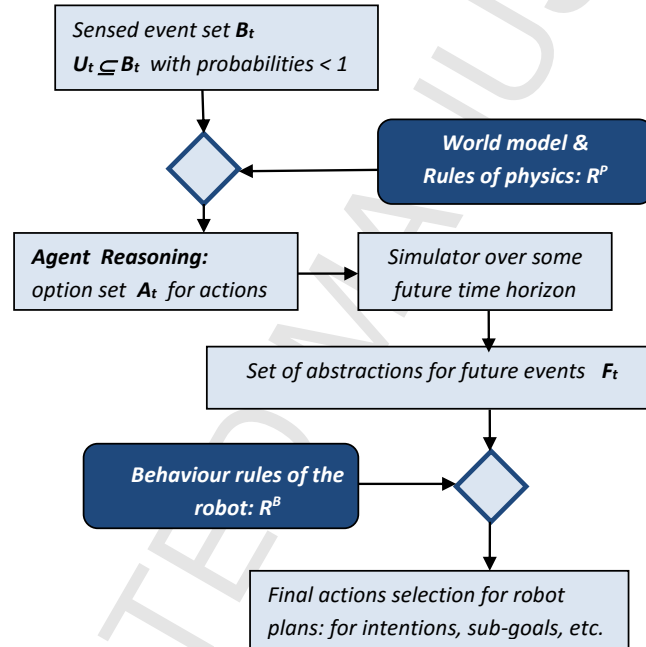 Sensed event set Bₜ
Uₜ ⊆ Bₜ with probabilities < 1
World model &
Rules of physics: Rᴾ
Agent Reasoning:
option set Aₜ for actions
Simulator over some
future time horizon
Set of abstractions for future events Fₜ
Behaviour rules of the
robot: Rᴮ
Final actions selection for robot
plans: for intentions, sub-goals, etc.
TED MANUS